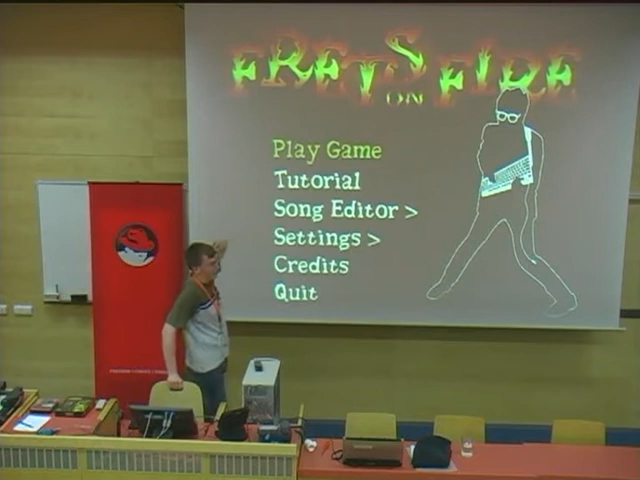 FRETS ON FIRE
Play Game
Tutorial
Song Editor >
Settings >
Credits
Quit